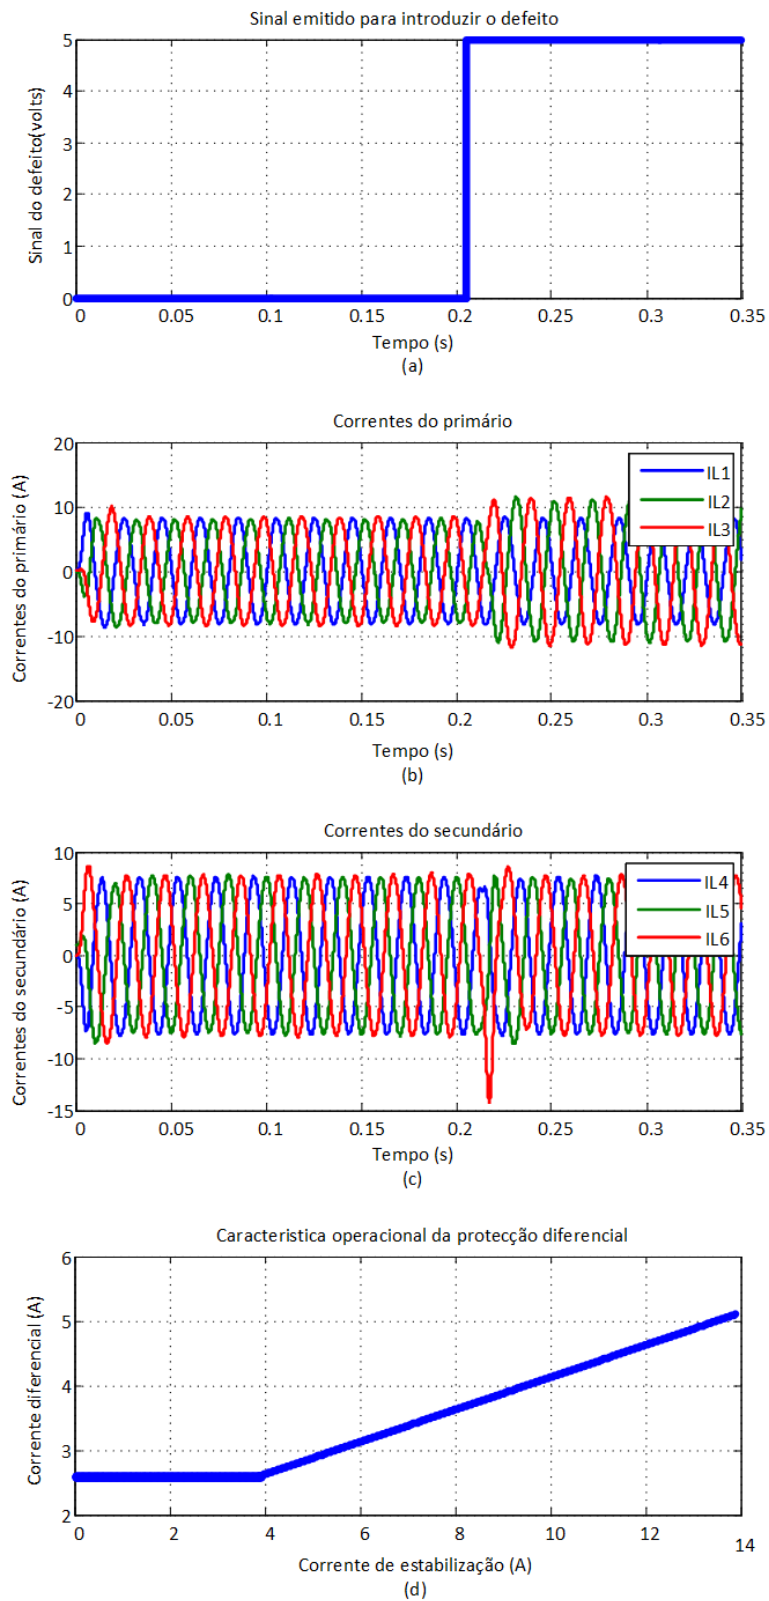 Sinal emitido para introduzir o defeito
Sinal do defeito(volts)
5
4
3
2
1
0
0 0.05 0.1 0.15 0.2 0.25 0.3 0.35
Tempo (s)
(a)
Correntes do primário
Correntes do primário (A)
20
10
0
-10
-20
IL1
IL2
IL3
0 0.05 0.1 0.15 0.2 0.25 0.3 0.35
Tempo (s)
(b)
Correntes do secundário
Correntes do secundário (A)
10
5
0
-5
-10
-15
IL4
IL5
IL6
0 0.05 0.1 0.15 0.2 0.25 0.3 0.35
Tempo (s)
(c)
Caracteristica operacional da protecção diferencial
Corrente diferencial (A)
6
5
4
3
2
0 2 4 6 8 10 12 14
Corrente de estabilização (A)
(d)